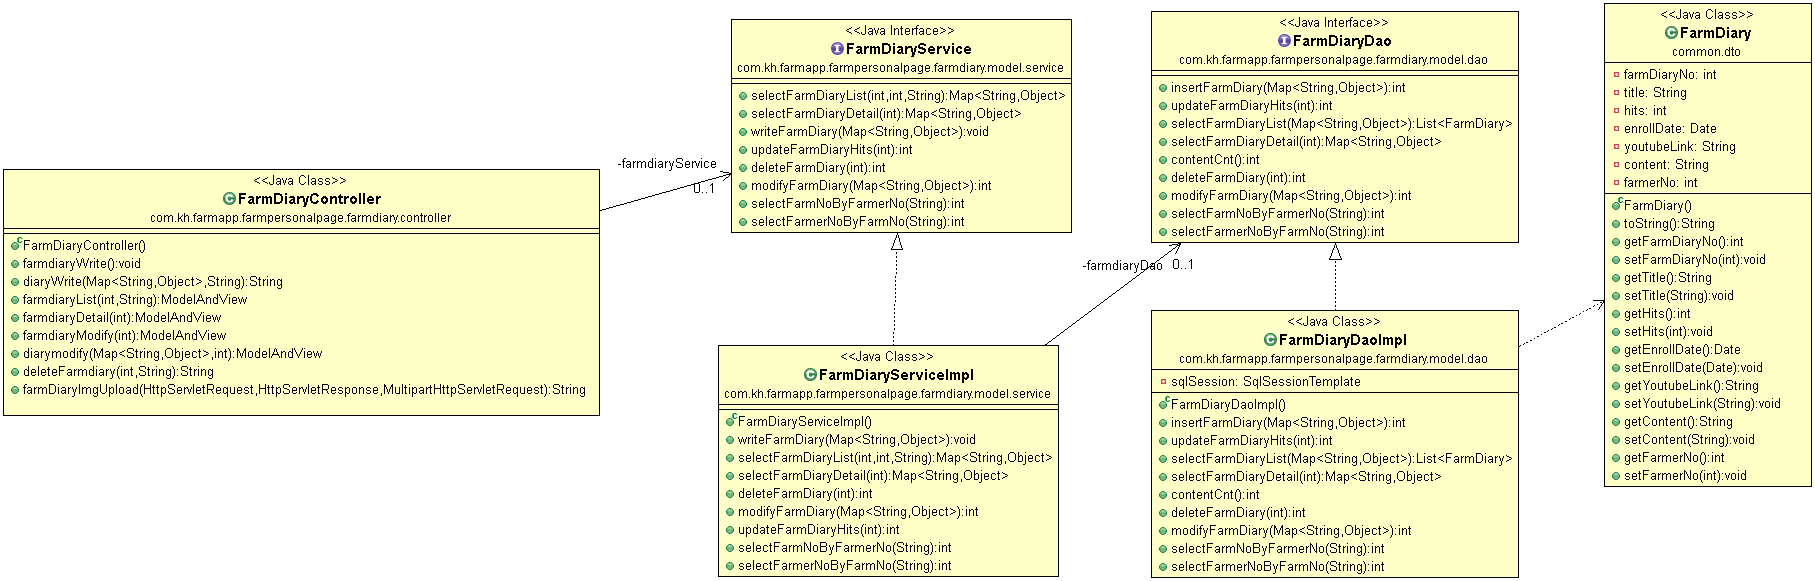 <<Java Class>>
FarmDiaryController
com.kh.farmapp.farmpersonalpage.farmdiary.controller
FarmDiaryController()
farmdiaryWrite():void
diaryWrite(Map<String,Object>,String):String
farmdiaryList(int,String):ModelAndView
farmdiaryDetail(int):ModelAndView
farmdiaryModify(int):ModelAndView
diarymodify(Map<String,Object>,int):ModelAndView
deleteFarmdiary(int,String):String
farmDiaryImgUpload(HttpServletRequest,HttpServletResponse,MultipartHttpServletRequest):String
-farmdiaryService
0..1
<<Java Interface>>
FarmDiaryService
com.kh.farmapp.farmpersonalpage.farmdiary.model.service
selectFarmDiaryList(int,int,String):Map<String,Object>
selectFarmDiaryDetail(int):Map<String,Object>
writeFarmDiary(Map<String,Object>):void
updateFarmDiaryHits(int):int
deleteFarmDiary(int):int
modifyFarmDiary(Map<String,Object>):int
selectFarmNoByFarmerNo(String):int
selectFarmerNoByFarmNo(String):int
<<Java Class>>
FarmDiaryServiceImpl
com.kh.farmapp.farmpersonalpage.farmdiary.model.service
FarmDiaryServiceImpl()
writeFarmDiary(Map<String,Object>):void
selectFarmDiaryList(int,int,String):Map<String,Object>
selectFarmDiaryDetail(int):Map<String,Object>
deleteFarmDiary(int):int
modifyFarmDiary(Map<String,Object>):int
updateFarmDiaryHits(int):int
selectFarmNoByFarmerNo(String):int
selectFarmerNoByFarmNo(String):int
-farmdiaryDao
0..1
<<Java Interface>>
FarmDiaryDao
com.kh.farmapp.farmpersonalpage.farmdiary.model.dao
insertFarmDiary(Map<String,Object>):int
updateFarmDiaryHits(int):int
selectFarmDiaryList(Map<String,Object>):List<FarmDiary>
selectFarmDiaryDetail(int):Map<String,Object>
contentCnt():int
deleteFarmDiary(int):int
modifyFarmDiary(Map<String,Object>):int
selectFarmNoByFarmerNo(String):int
selectFarmerNoByFarmNo(String):int
<<Java Class>>
FarmDiaryDaoImpl
com.kh.farmapp.farmpersonalpage.farmdiary.model.dao
sqlSession: SqlSessionTemplate
FarmDiaryDaoImpl()
insertFarmDiary(Map<String,Object>):int
updateFarmDiaryHits(int):int
selectFarmDiaryList(Map<String,Object>):List<FarmDiary>
selectFarmDiaryDetail(int):Map<String,Object>
contentCnt():int
deleteFarmDiary(int):int
modifyFarmDiary(Map<String,Object>):int
selectFarmNoByFarmerNo(String):int
selectFarmerNoByFarmNo(String):int
<<Java Class>>
FarmDiary
common.dto
farmDiaryNo: int
title: String
hits: int
enrollDate: Date
youtubeLink: String
content: String
farmerNo: int
FarmDiary()
toString():String
getFarmDiaryNo():int
setFarmDiaryNo(int):void
getTitle():String
setTitle(String):void
getHits():int
setHits(int):void
getEnrollDate():Date
setEnrollDate(Date):void
getYoutubeLink():String
setYoutubeLink(String):void
getContent():String
setContent(String):void
getFarmerNo():int
setFarmerNo(int):void